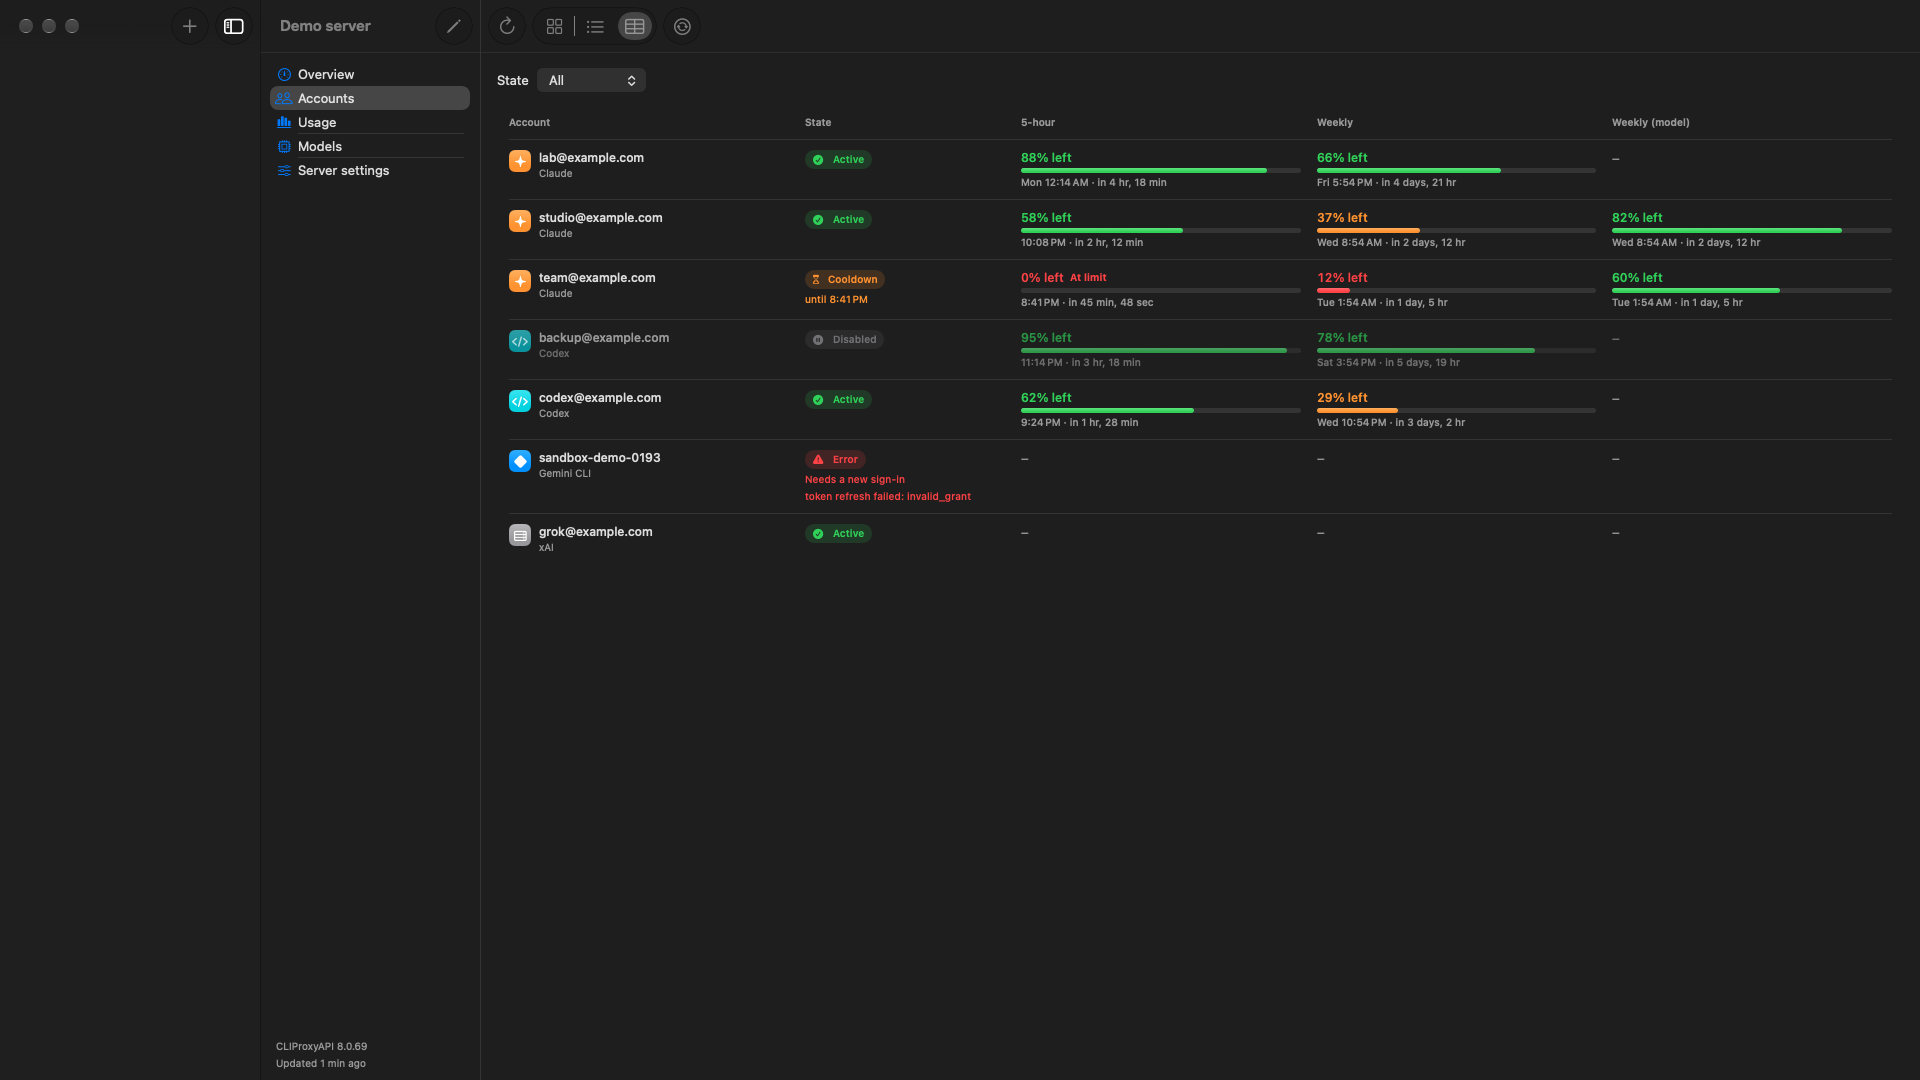 Demo server
Overview
Accounts
Usage
Models
Server settings
State All
Account State 5-hour Weekly Weekly (model)
lab@example.com Active 88% left 66% left –
Claude Mon 12:14 AM · in 4 hr, 18 min Fri 5:54 PM · in 4 days, 21 hr
studio@example.com Active 58% left 37% left 82% left
Claude 10:08 PM · in 2 hr, 12 min Wed 8:54 AM · in 2 days, 12 hr Wed 8:54 AM · in 2 days, 12 hr
team@example.com Cooldown 0% left At limit 12% left 60% left
Claude until 8:41 PM 8:41 PM · in 45 min, 48 sec Tue 1:54 AM · in 1 day, 5 hr Tue 1:54 AM · in 1 day, 5 hr
backup@example.com Disabled 95% left 78% left –
Codex 11:14 PM · in 3 hr, 18 min Sat 3:54 PM · in 5 days, 19 hr
codex@example.com Active 62% left 29% left –
Codex 9:24 PM · in 1 hr, 28 min Wed 10:54 PM · in 3 days, 2 hr
sandbox-demo-0193 Error – – –
Gemini CLI Needs a new sign-in
token refresh failed: invalid_grant
grok@example.com Active – – –
xAI
CLIProxyAPI 8.0.69
Updated 1 min ago